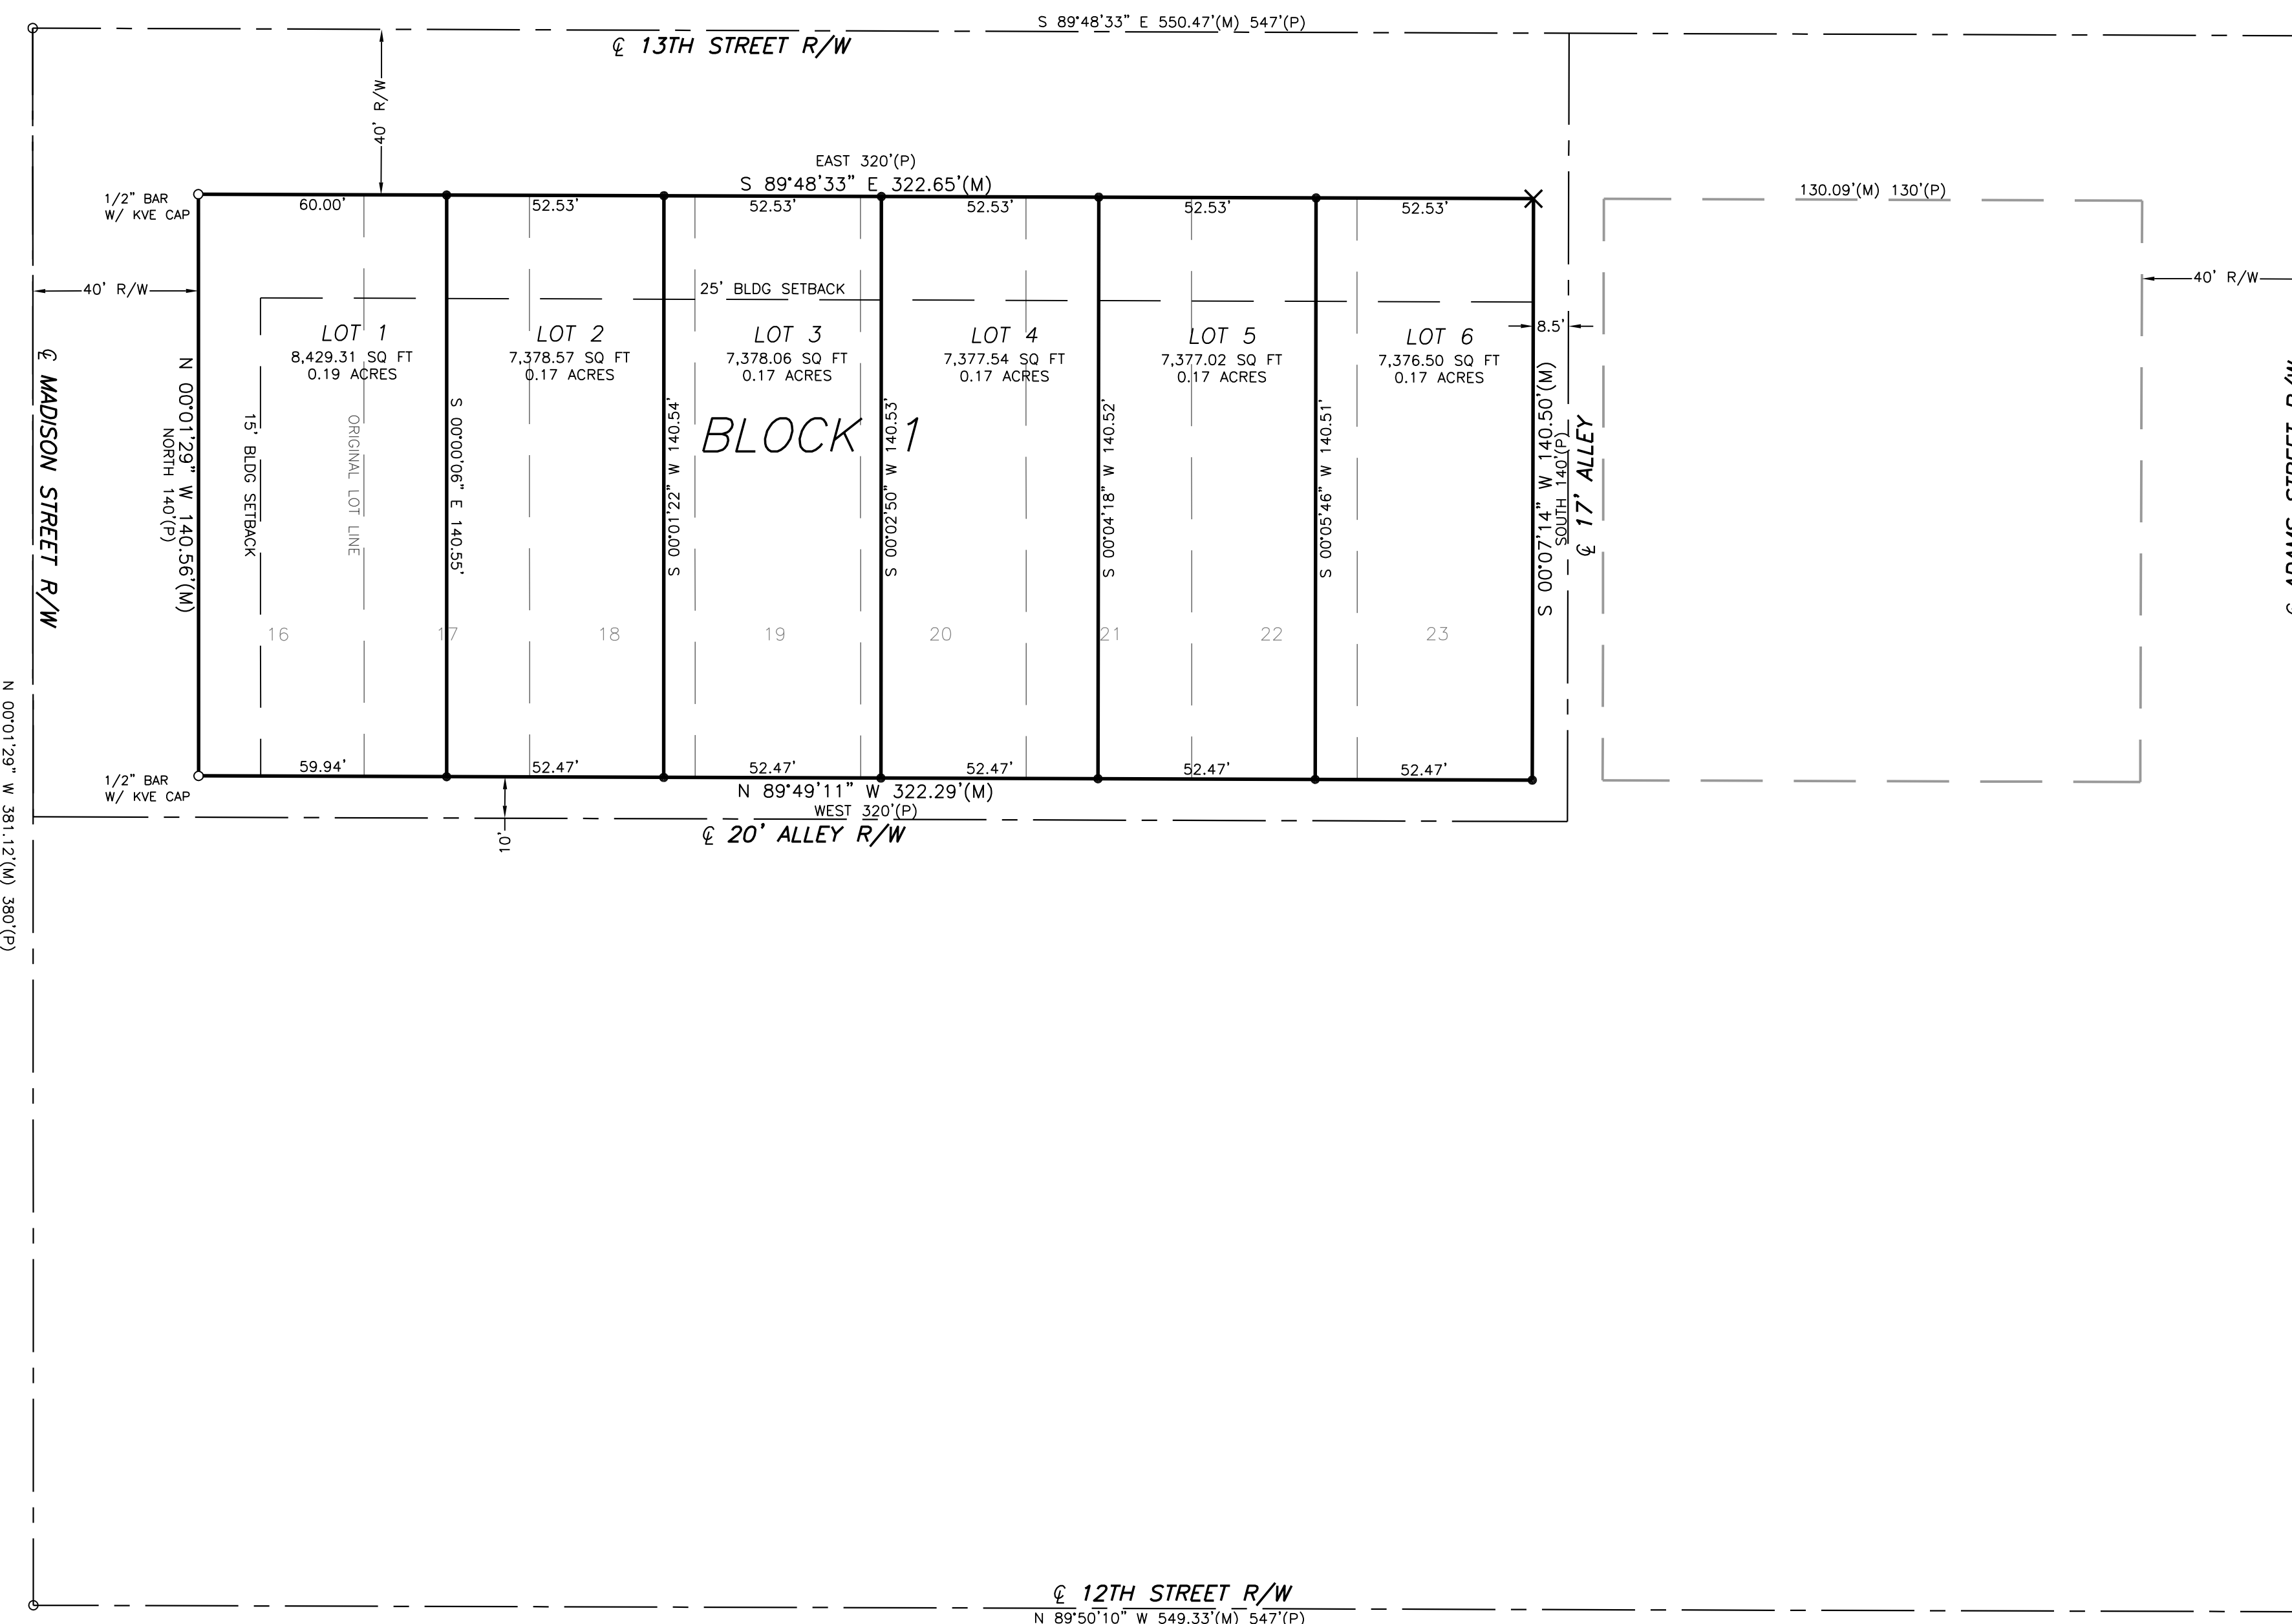 S 89°48'33" E 550.47'(M) 547'(P)
℄ 13TH STREET R/W
40' R/W
EAST 320'(P)
S 89°48'33" E 322.65'(M)
1/2" BAR
W/ KVE CAP
60.00'
52.53'
52.53'
52.53'
52.53'
52.53'
130.09'(M) 130'(P)
40' R/W
40' R/W
25' BLDG SETBACK
8.5'
LOT 1
8,429.31 SQ FT
0.19 ACRES
LOT 2
7,378.57 SQ FT
0.17 ACRES
LOT 3
7,378.06 SQ FT
0.17 ACRES
LOT 4
7,377.54 SQ FT
0.17 ACRES
LOT 5
7,377.02 SQ FT
0.17 ACRES
LOT 6
7,376.50 SQ FT
0.17 ACRES
BLOCK 1
℄ MADISON STREET R/W
N 00°01'29" W 140.56'(M)
NORTH 140'(P)
15' BLDG SETBACK
ORIGINAL LOT LINE
S 00°00'06" E 140.55'
S 00°01'22" W 140.54'
S 00°02'50" W 140.53'
S 00°04'18" W 140.52'
S 00°05'46" W 140.51'
S 00°07'14" W 140.50'(M)
SOUTH 140'(P)
℄ 17' ALLEY
16
17
18
19
20
21
22
23
N 00°01'29" W 381.12'(M) 380'(P)
1/2" BAR
W/ KVE CAP
59.94'
52.47'
52.47'
52.47'
52.47'
52.47'
N 89°49'11" W 322.29'(M)
WEST 320'(P)
℄ 20' ALLEY R/W
10'
℄ 12TH STREET R/W
N 89°50'10" W 549.33'(M) 547'(P)